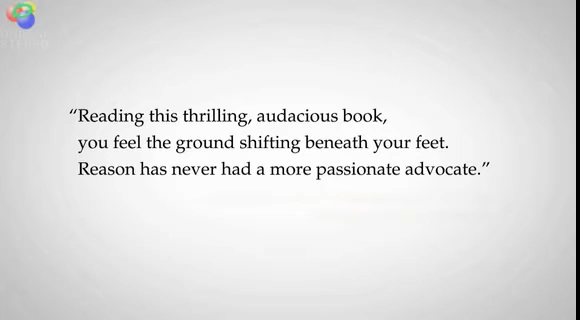 “Reading this thrilling, audacious book,
you feel the ground shifting beneath your feet.
Reason has never had a more passionate advocate.”